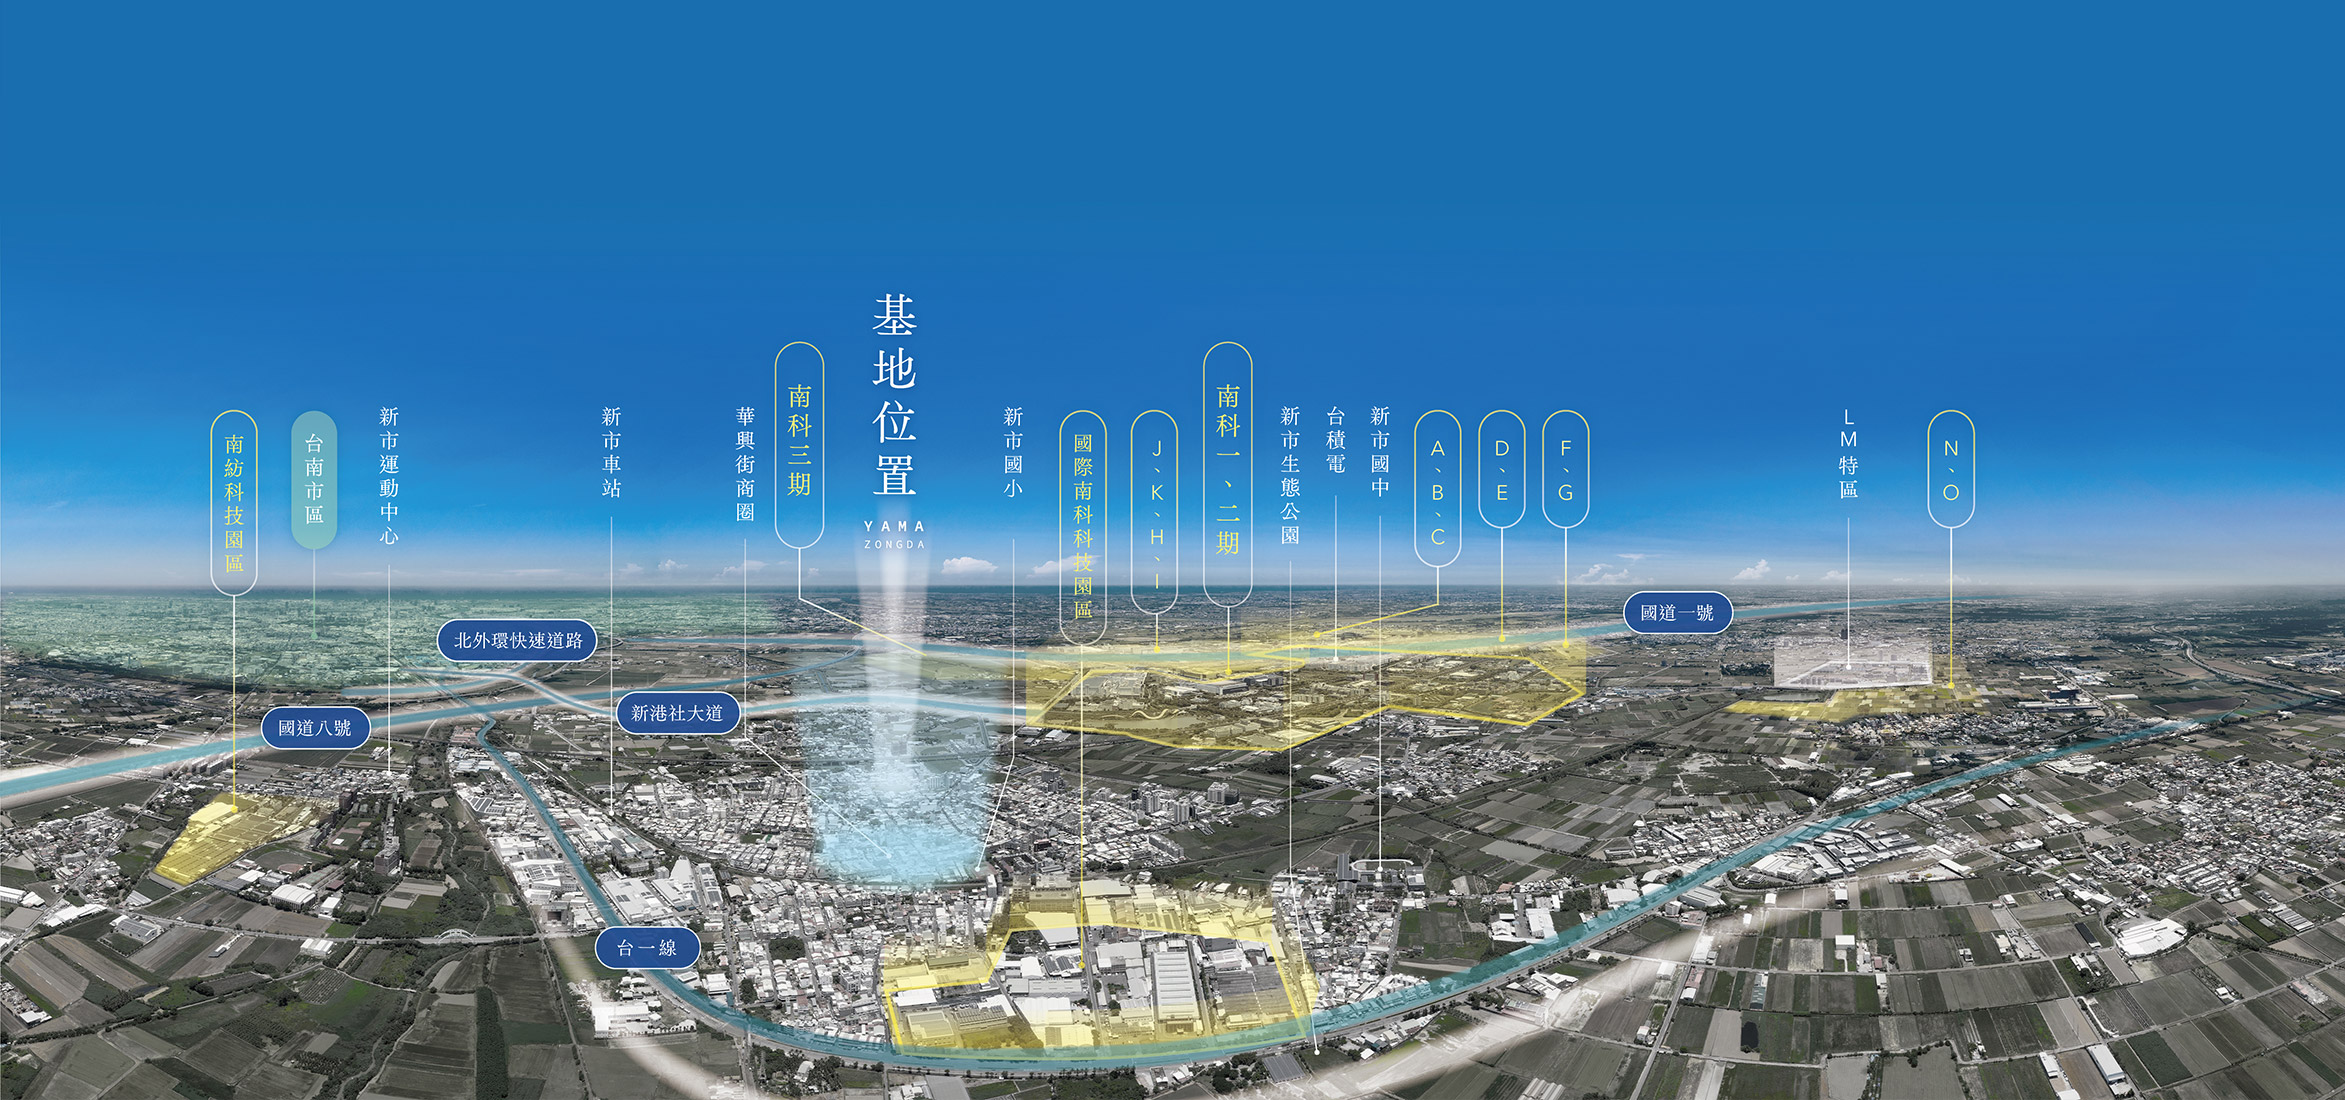 南紡科技園區
台南市區
新市運動中心
新市車站
華興街商圈
南科三期
基地位置
YAMA
ZONGDA
新市國小
國際南科科技園區
J、K、H、I
南科一、二期
新市生態公園
台積電
新市國中
A、B、C
D、E
F、G
LM特區
N、O
國道一號
北外環快速道路
新港社大道
國道八號
台一線